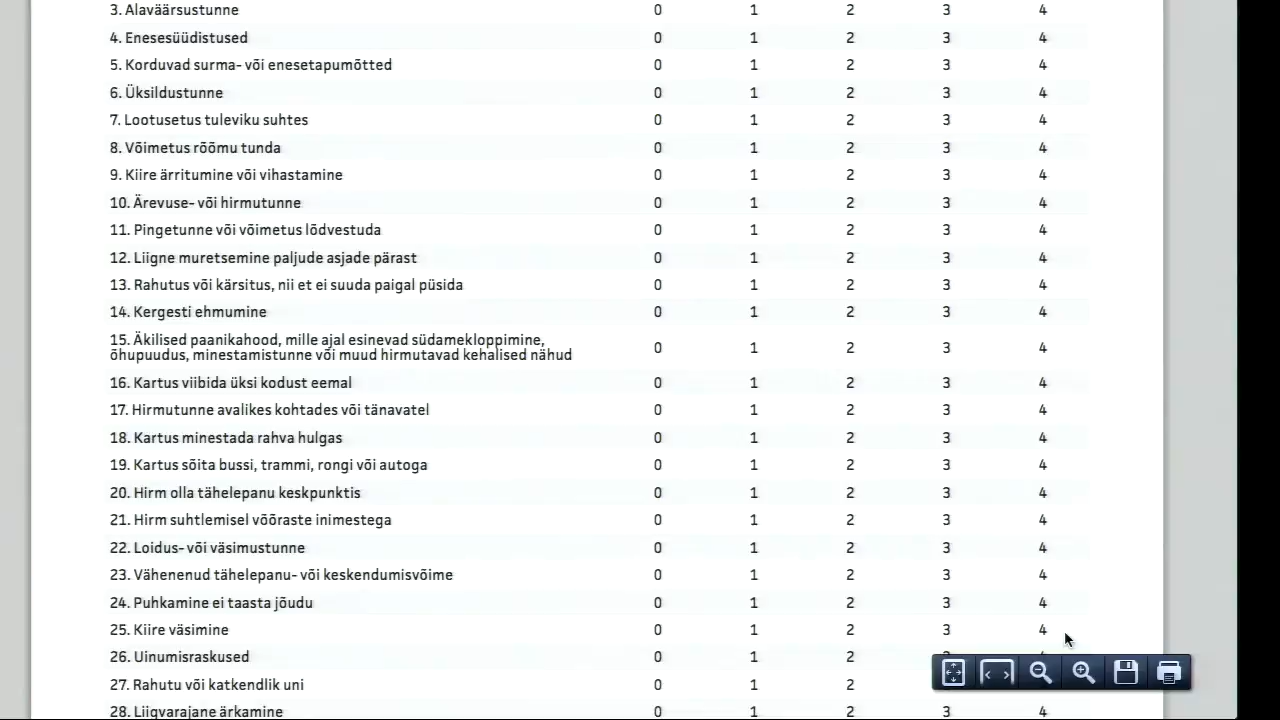 3. Alaväärsustunne 0 1 2 3 4
4. Enesesüüdistused 0 1 2 3 4
5. Korduvad surma- või enesetapumõtted 0 1 2 3 4
6. Üksildustunne 0 1 2 3 4
7. Lootusetus tuleviku suhtes 0 1 2 3 4
8. Võimetus rõõmu tunda 0 1 2 3 4
9. Kiire ärritumine või vihastamine 0 1 2 3 4
10. Ärevuse- või hirmutunne 0 1 2 3 4
11. Pingetunne või võimetus lõdvestuda 0 1 2 3 4
12. Liigne muretsemine paljude asjade pärast 0 1 2 3 4
13. Rahutus või kärsitus, nii et ei suuda paigal püsida 0 1 2 3 4
14. Kergesti ehmumine 0 1 2 3 4
15. Äkilised paanikahood, mille ajal esinevad südamekloppimine,
õhupuudus, minestamistunne või muud hirmutavad kehalised nähud 0 1 2 3 4
16. Kartus viibida üksi kodust eemal 0 1 2 3 4
17. Hirmutunne avalikes kohtades või tänavatel 0 1 2 3 4
18. Kartus minestada rahva hulgas 0 1 2 3 4
19. Kartus sõita bussi, trammi, rongi või autoga 0 1 2 3 4
20. Hirm olla tähelepanu keskpunktis 0 1 2 3 4
21. Hirm suhtlemisel võõraste inimestega 0 1 2 3 4
22. Loidus- või väsimustunne 0 1 2 3 4
23. Vähenenud tähelepanu- või keskendumisvõime 0 1 2 3 4
24. Puhkamine ei taasta jõudu 0 1 2 3 4
25. Kiire väsimine 0 1 2 3 4
26. Uinumisraskused 0 1 2
27. Rahutu või katkendlik uni 0 1 2
28. Liigvarajane ärkamine 0 1 2 3 4